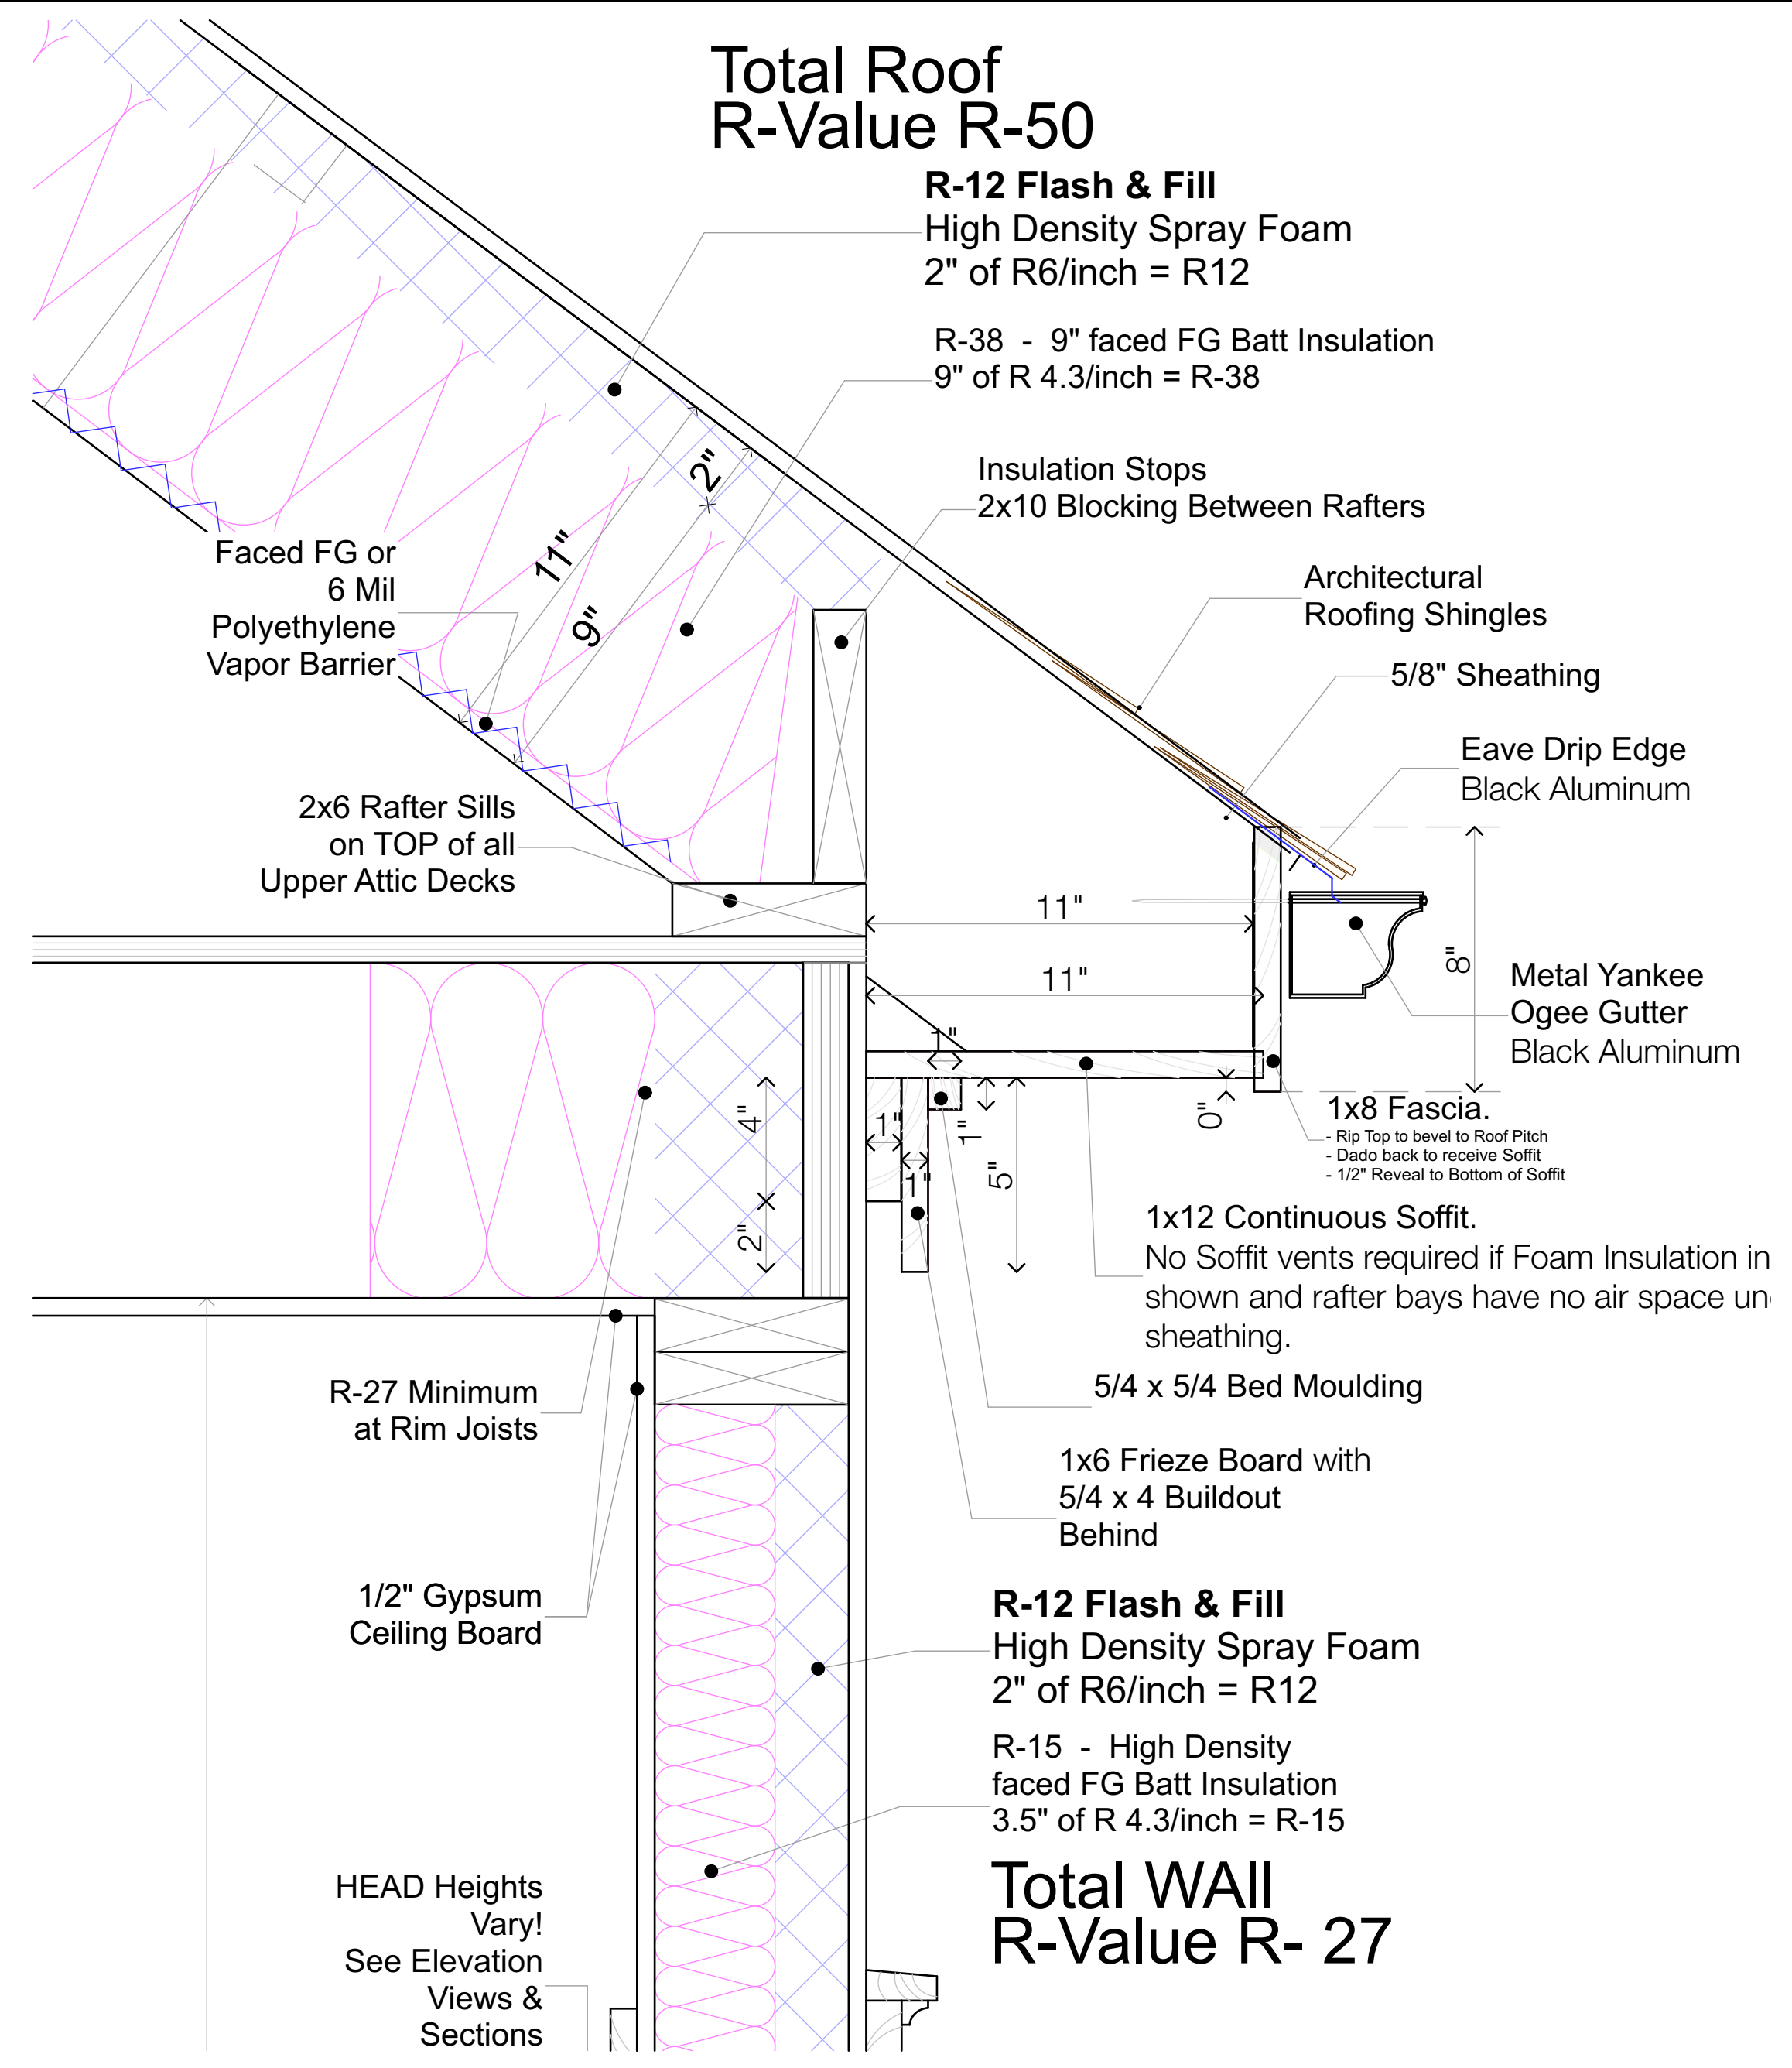 Total Roof
R-Value R-50
R-12 Flash & Fill
High Density Spray Foam
2" of R6/inch = R12
R-38 - 9" faced FG Batt Insulation
9" of R 4.3/inch = R-38
Insulation Stops
2x10 Blocking Between Rafters
2"
11"
9"
Faced FG or
6 Mil
Polyethylene
Vapor Barrier
Architectural
Roofing Shingles
5/8" Sheathing
Eave Drip Edge
Black Aluminum
2x6 Rafter Sills
on TOP of all
Upper Attic Decks
11"
11"
8"
Metal Yankee
Ogee Gutter
Black Aluminum
1"
4"
1"
1"
1"
5"
2"
0"
1x8 Fascia.
- Rip Top to bevel to Roof Pitch
- Dado back to receive Soffit
- 1/2" Reveal to Bottom of Soffit
1x12 Continuous Soffit.
No Soffit vents required if Foam Insulation in
shown and rafter bays have no air space un
sheathing.
R-27 Minimum
at Rim Joists
5/4 x 5/4 Bed Moulding
1x6 Frieze Board with
5/4 x 4 Buildout
Behind
1/2" Gypsum
Ceiling Board
R-12 Flash & Fill
High Density Spray Foam
2" of R6/inch = R12
R-15 - High Density
faced FG Batt Insulation
3.5" of R 4.3/inch = R-15
Total WAll
R-Value R- 27
HEAD Heights
Vary!
See Elevation
Views &
Sections